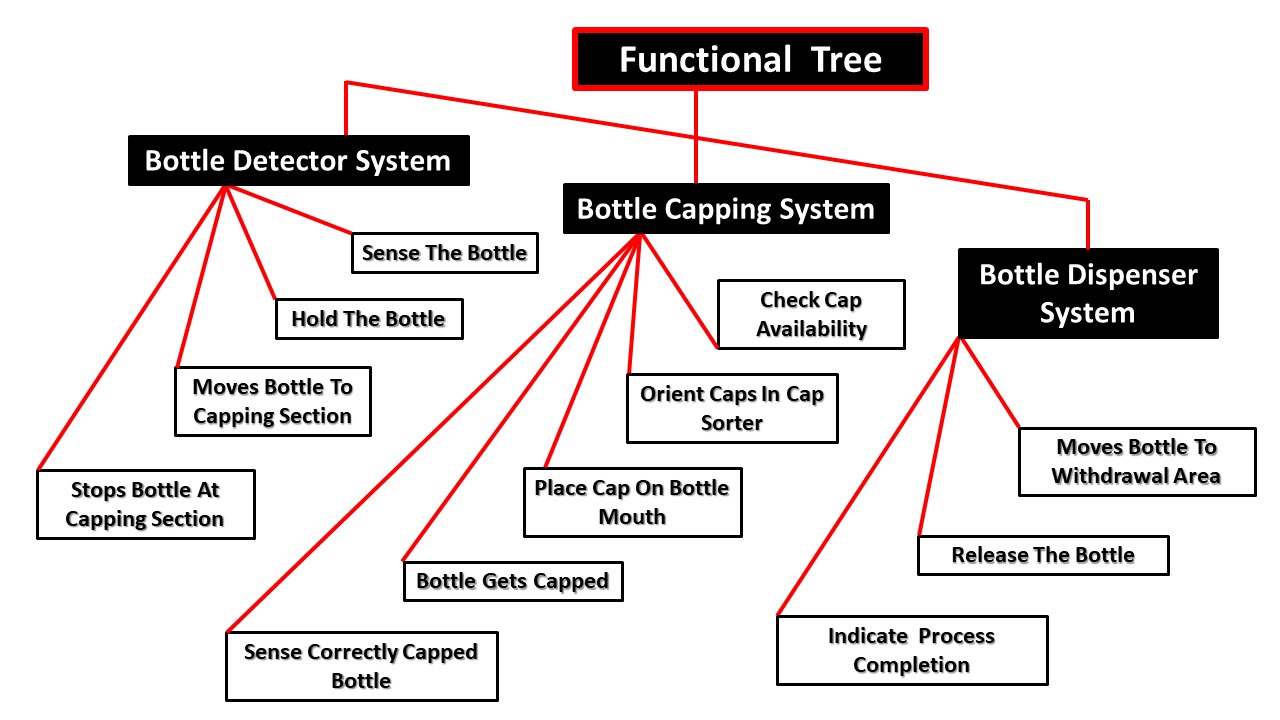 Functional  Tree
Bottle Detector System
Bottle Capping System
Bottle Dispenser
System
Sense The Bottle
Hold The Bottle
Moves Bottle To
Capping Section
Stops Bottle At
Capping Section
Check Cap
Availability
Orient Caps In Cap
Sorter
Place Cap On Bottle
Mouth
Bottle Gets Capped
Sense Correctly Capped
Bottle
Moves Bottle To
Withdrawal Area
Release The Bottle
Indicate  Process
Completion